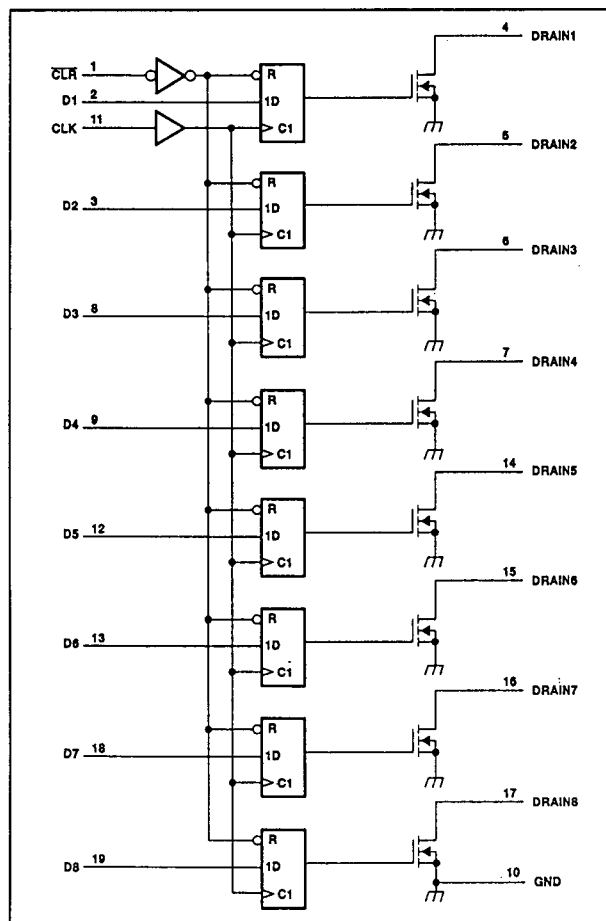 4 DRAIN1
CLR 1
R
D1 2
1D
CLK 11
C1
5 DRAIN2
R
D2 3
1D
C1
6 DRAIN3
R
D3 8
1D
C1
7 DRAIN4
R
D4 9
1D
C1
14 DRAIN5
R
D5 12
1D
C1
15 DRAIN6
R
D6 13
1D
C1
16 DRAIN7
R
D7 18
1D
C1
17 DRAIN8
R
D8 19
1D
C1
10 GND